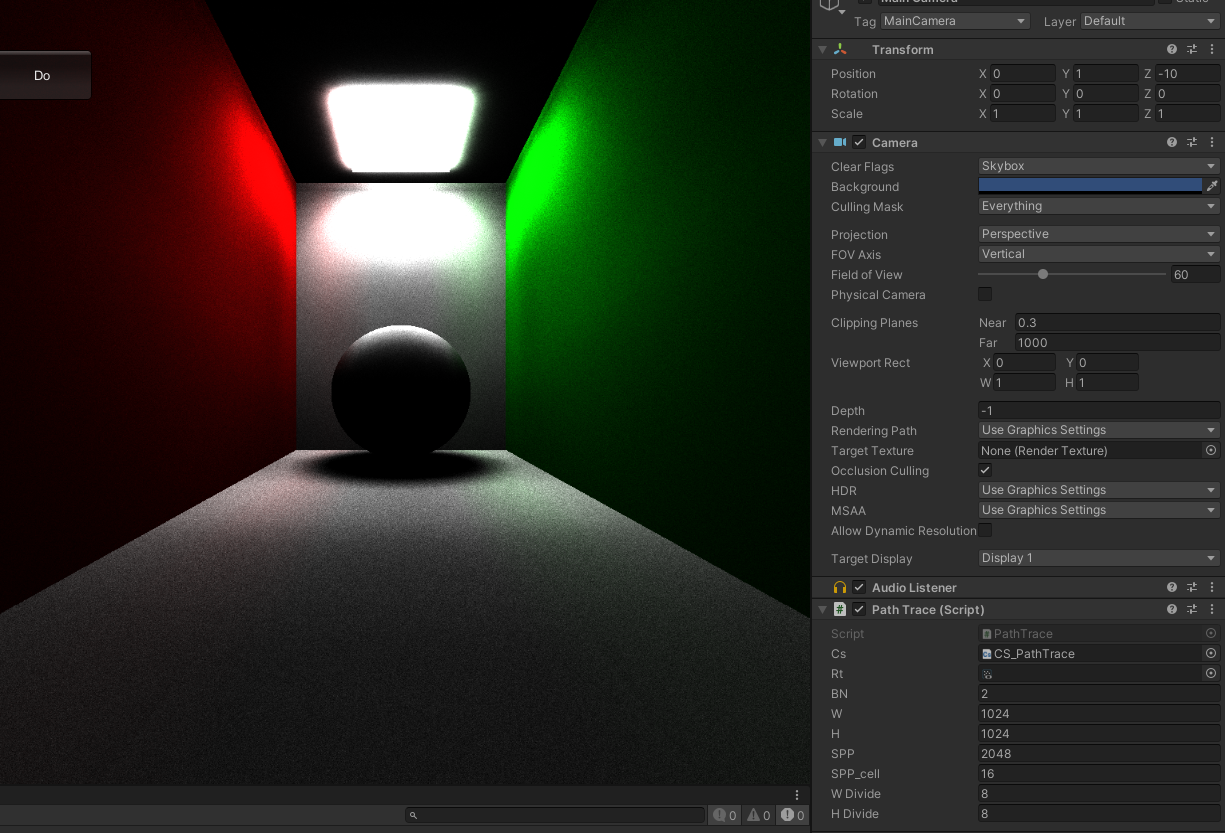 Main Camera
Static
Tag MainCamera Layer Default
Do
Transform
Position X 0 Y 1 Z -10
Rotation X 0 Y 0 Z 0
Scale X 1 Y 1 Z 1
Camera
Clear Flags Skybox
Background
Culling Mask Everything
Projection Perspective
FOV Axis Vertical
Field of View 60
Physical Camera
Clipping Planes Near 0.3
Far 1000
Viewport Rect X 0 Y 0
W 1 H 1
Depth -1
Rendering Path Use Graphics Settings
Target Texture None (Render Texture)
Occlusion Culling
HDR Use Graphics Settings
MSAA Use Graphics Settings
Allow Dynamic Resolution
Target Display Display 1
Audio Listener
# Path Trace (Script)
Script # PathTrace
Cs CS_PathTrace
Rt
BN 2
W 1024
H 1024
SPP 2048
SPP_cell 16
W Divide 8
H Divide 8
0 0 0